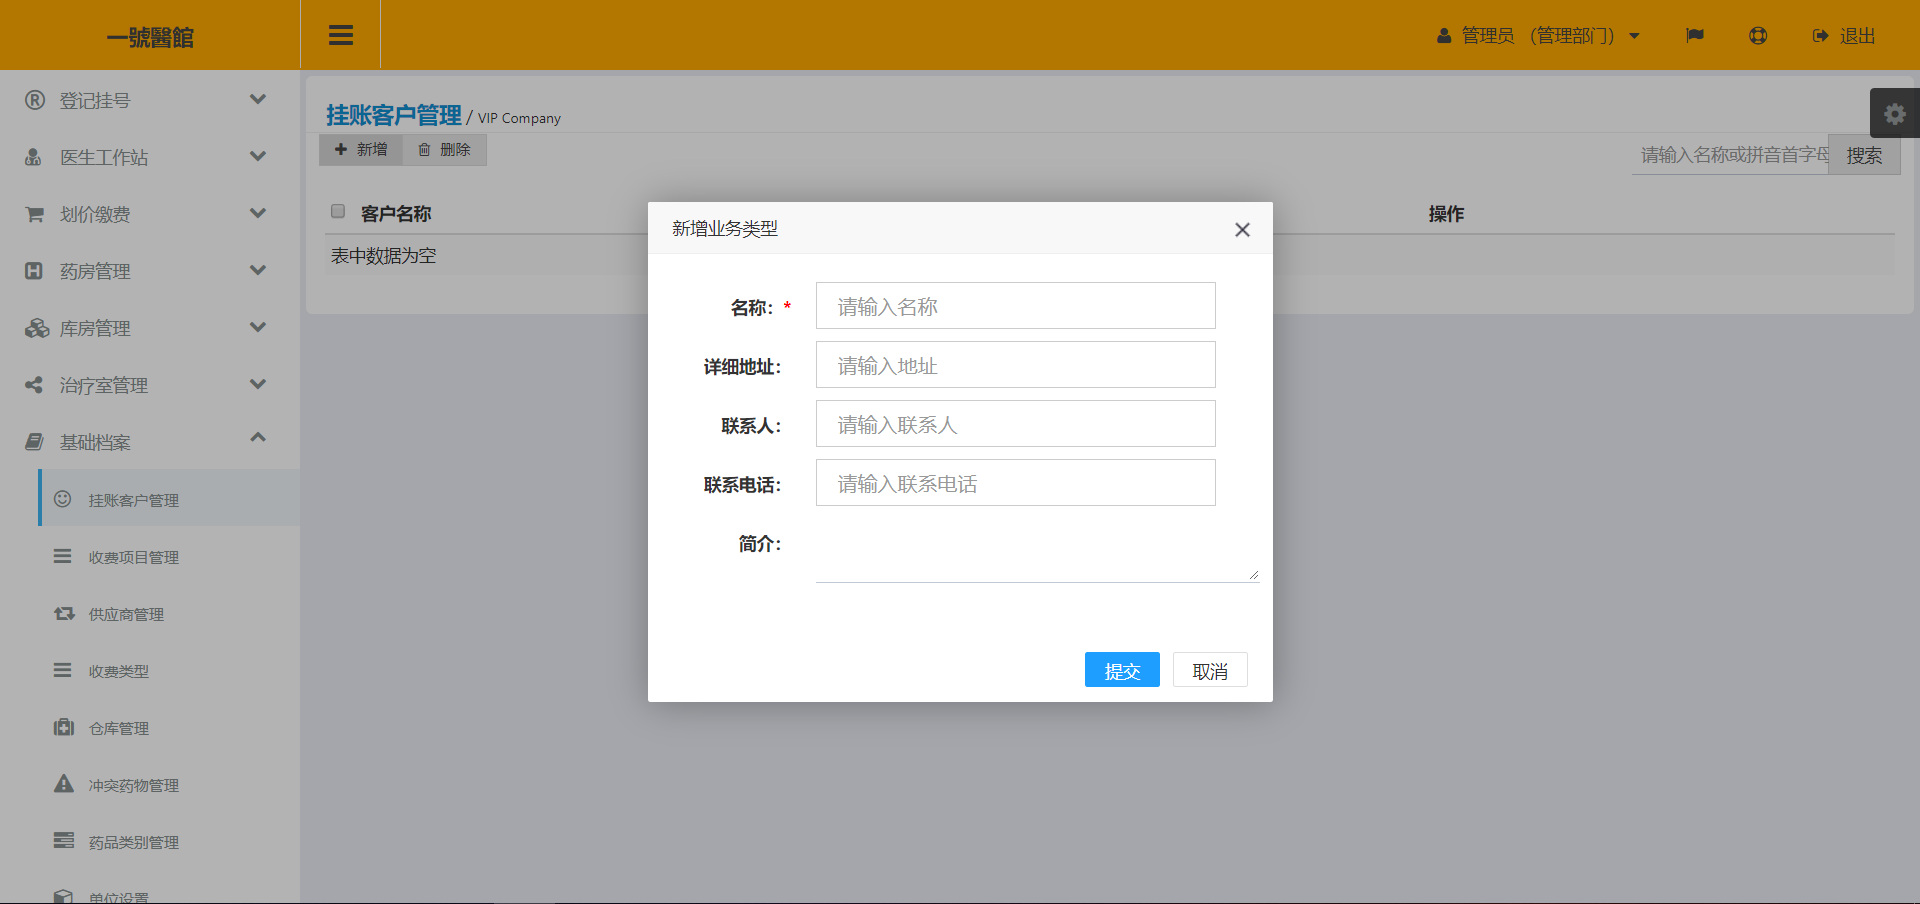 一號醫館
管理员 （管理部门）
退出
登记挂号
医生工作站
划价缴费
药房管理
库房管理
治疗室管理
基础档案
挂账客户管理
收费项目管理
供应商管理
收费类型
仓库管理
冲突药物管理
药品类别管理
单位设置
挂账客户管理 / VIP Company
新增 删除
请输入名称或拼音首字母 搜索
客户名称 操作
表中数据为空
新增业务类型
名称：* 请输入名称
详细地址： 请输入地址
联系人： 请输入联系人
联系电话： 请输入联系电话
简介：
提交 取消